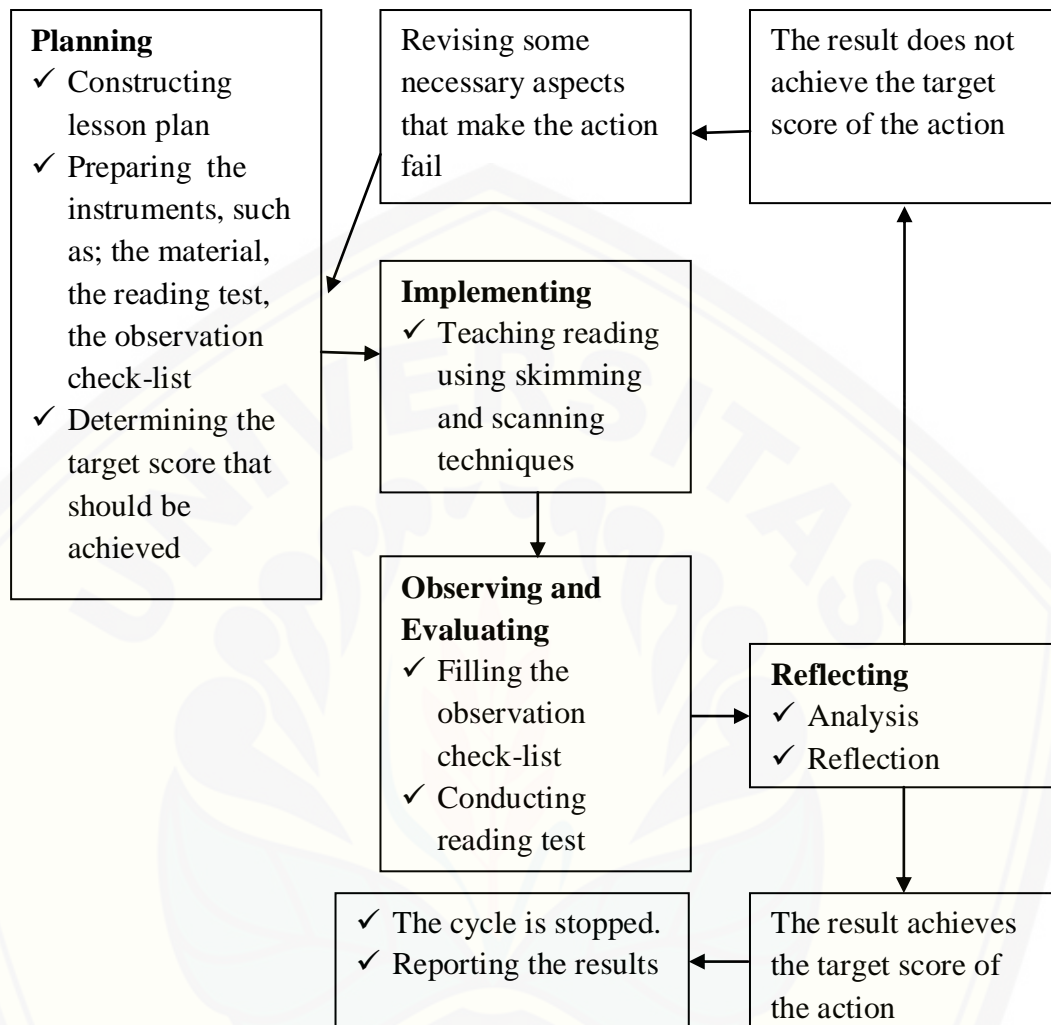 Planning
✓ Constructing
lesson plan
✓ Preparing the
instruments, such
as; the material,
the reading test,
the observation
check-list
✓ Determining the
target score that
should be
achieved
Revising some
necessary aspects
that make the action
fail
The result does not
achieve the target
score of the action
Implementing
✓ Teaching reading
using skimming
and scanning
techniques
Observing and
Evaluating
✓ Filling the
observation
check-list
✓ Conducting
reading test
Reflecting
✓ Analysis
✓ Reflection
The result achieves
the target score of
the action
✓ The cycle is stopped.
✓ Reporting the results
UNIVERSITAS